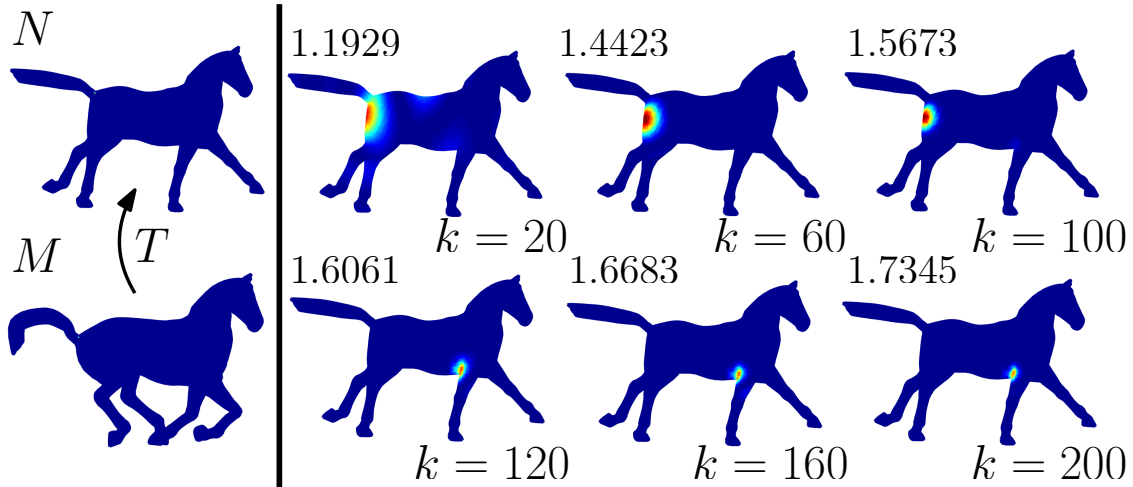 N
M
T
1.1929
k = 20
1.4423
k = 60
1.5673
k = 100
1.6061
k = 120
1.6683
k = 160
1.7345
k = 200